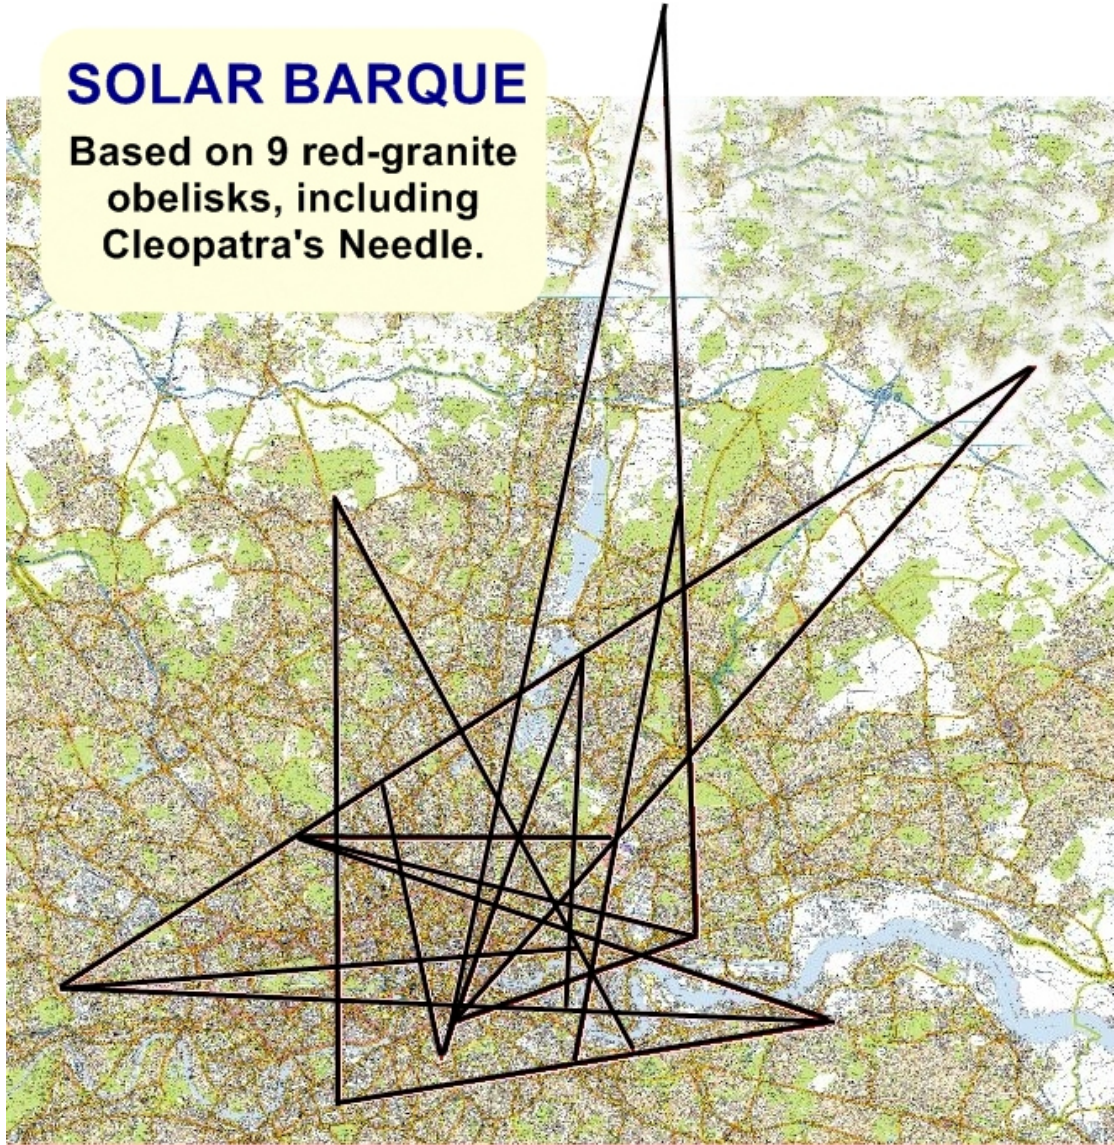 SOLAR BARQUE
Based on 9 red-granite
obelisks, including
Cleopatra's Needle.